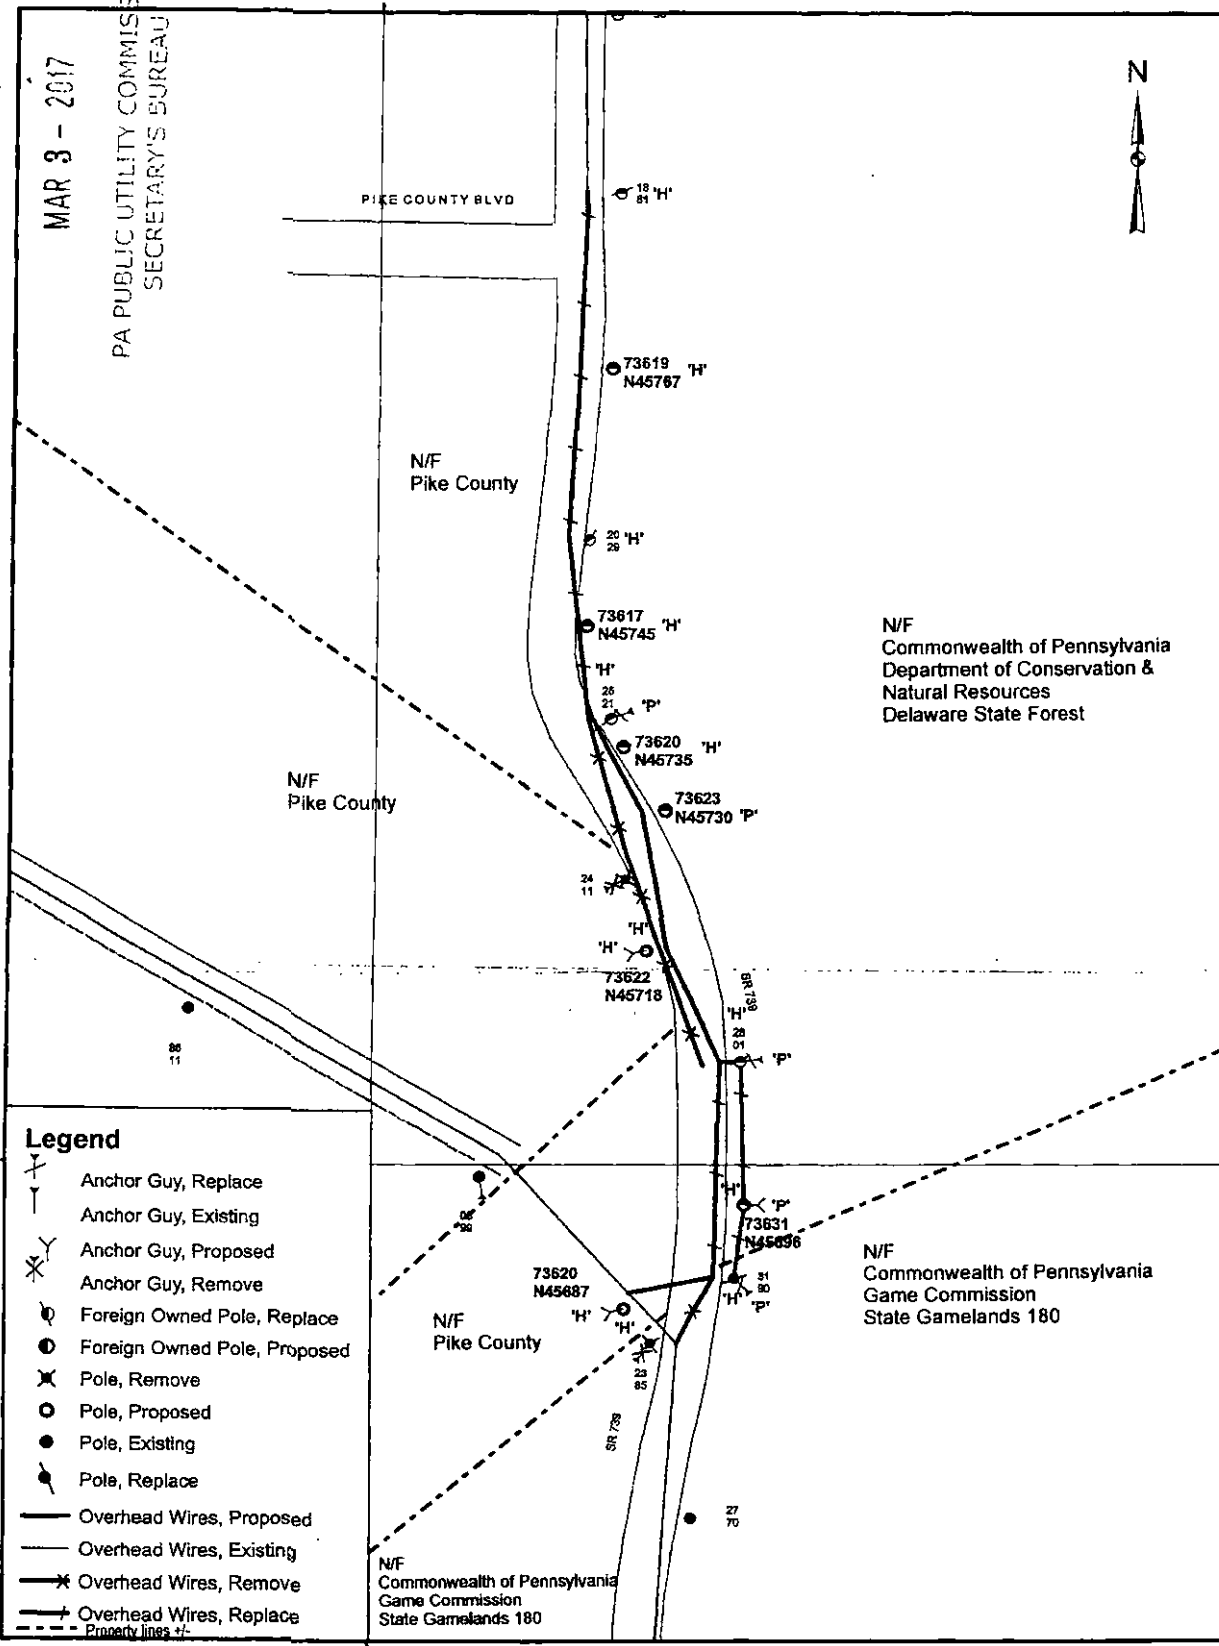 MAR 3 - 2017
PA PUBLIC UTILITY COMMIS
SECRETARY'S BUREAU
N
PIKE COUNTY BLVD
18 'H'
81
73619 'H'
N45767
N/F
Pike County
20 'H'
29
73617 'H'
N45745
'H'
25
21 'P'
N/F
Commonwealth of Pennsylvania
Department of Conservation &
Natural Resources
Delaware State Forest
73620 'H'
N45735
N/F
Pike County
73623
N45730 'P'
24
11
'H'
'H'
73622
N45718
SR 739
'H'
28
01
'P'
86
11
Legend
Anchor Guy, Replace
Anchor Guy, Existing
Anchor Guy, Proposed
Anchor Guy, Remove
Foreign Owned Pole, Replace
Foreign Owned Pole, Proposed
Pole, Remove
Pole, Proposed
Pole, Existing
Pole, Replace
Overhead Wires, Proposed
Overhead Wires, Existing
Overhead Wires, Remove
Overhead Wires, Replace
Property lines +/-
'H'
'P'
73631
N45696
N/F
Commonwealth of Pennsylvania
Game Commission
State Gamelands 180
31
90
'H'
'P'
73620
N45687
'H'
'H'
N/F
Pike County
23
85
SR 739
27
70
N/F
Commonwealth of Pennsylvania
Game Commission
State Gamelands 180